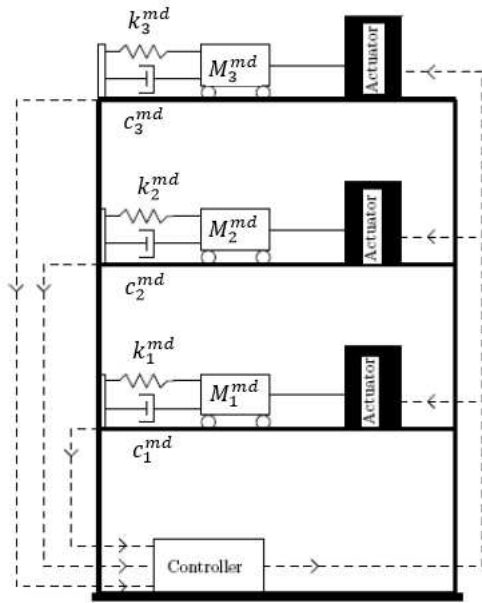 k_3^{md}
M_3^{md}
Actuator
c_3^{md}
k_2^{md}
M_2^{md}
Actuator
c_2^{md}
k_1^{md}
M_1^{md}
Actuator
c_1^{md}
Controller